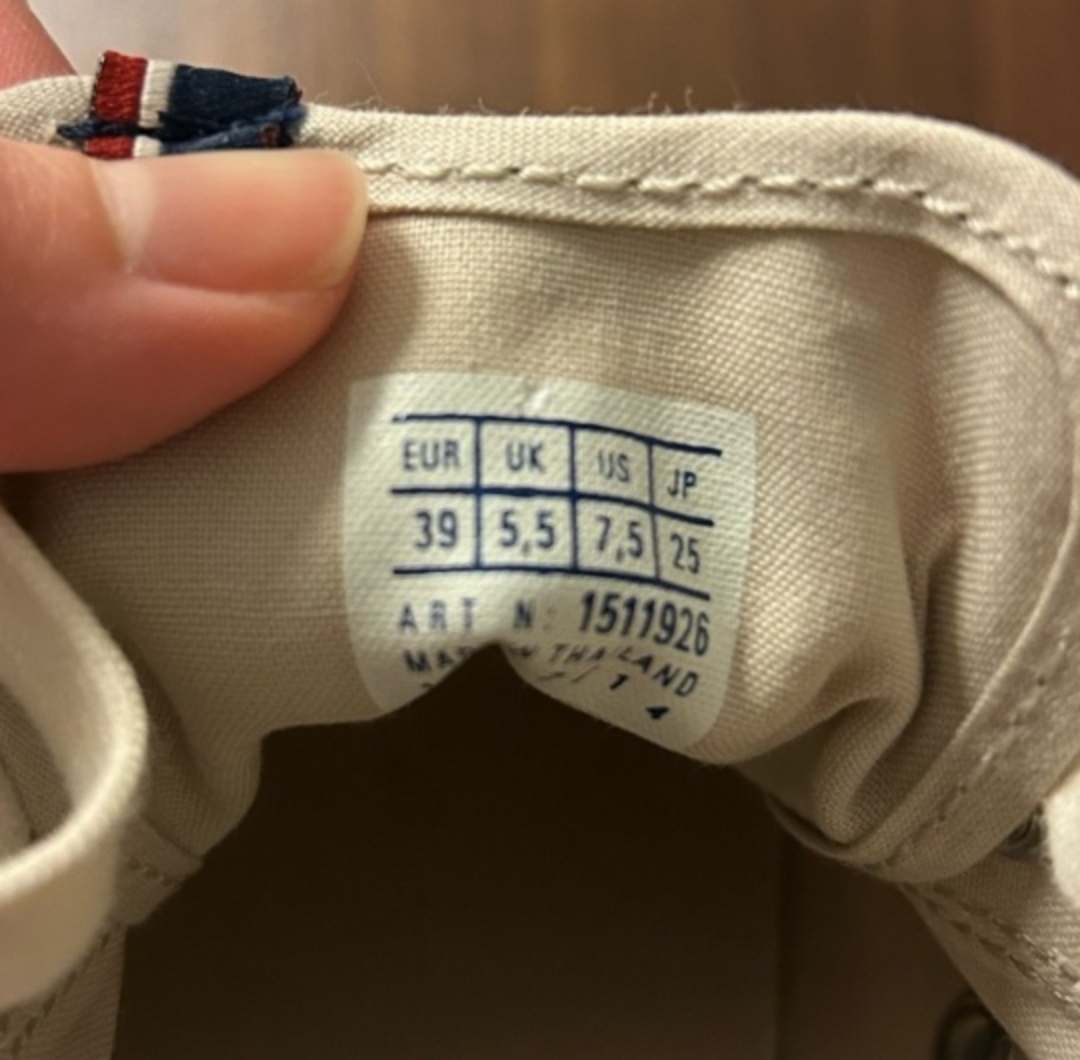 EUR UK US JP
39 5,5 7,5 25
ART N: 1511926
THAILAND